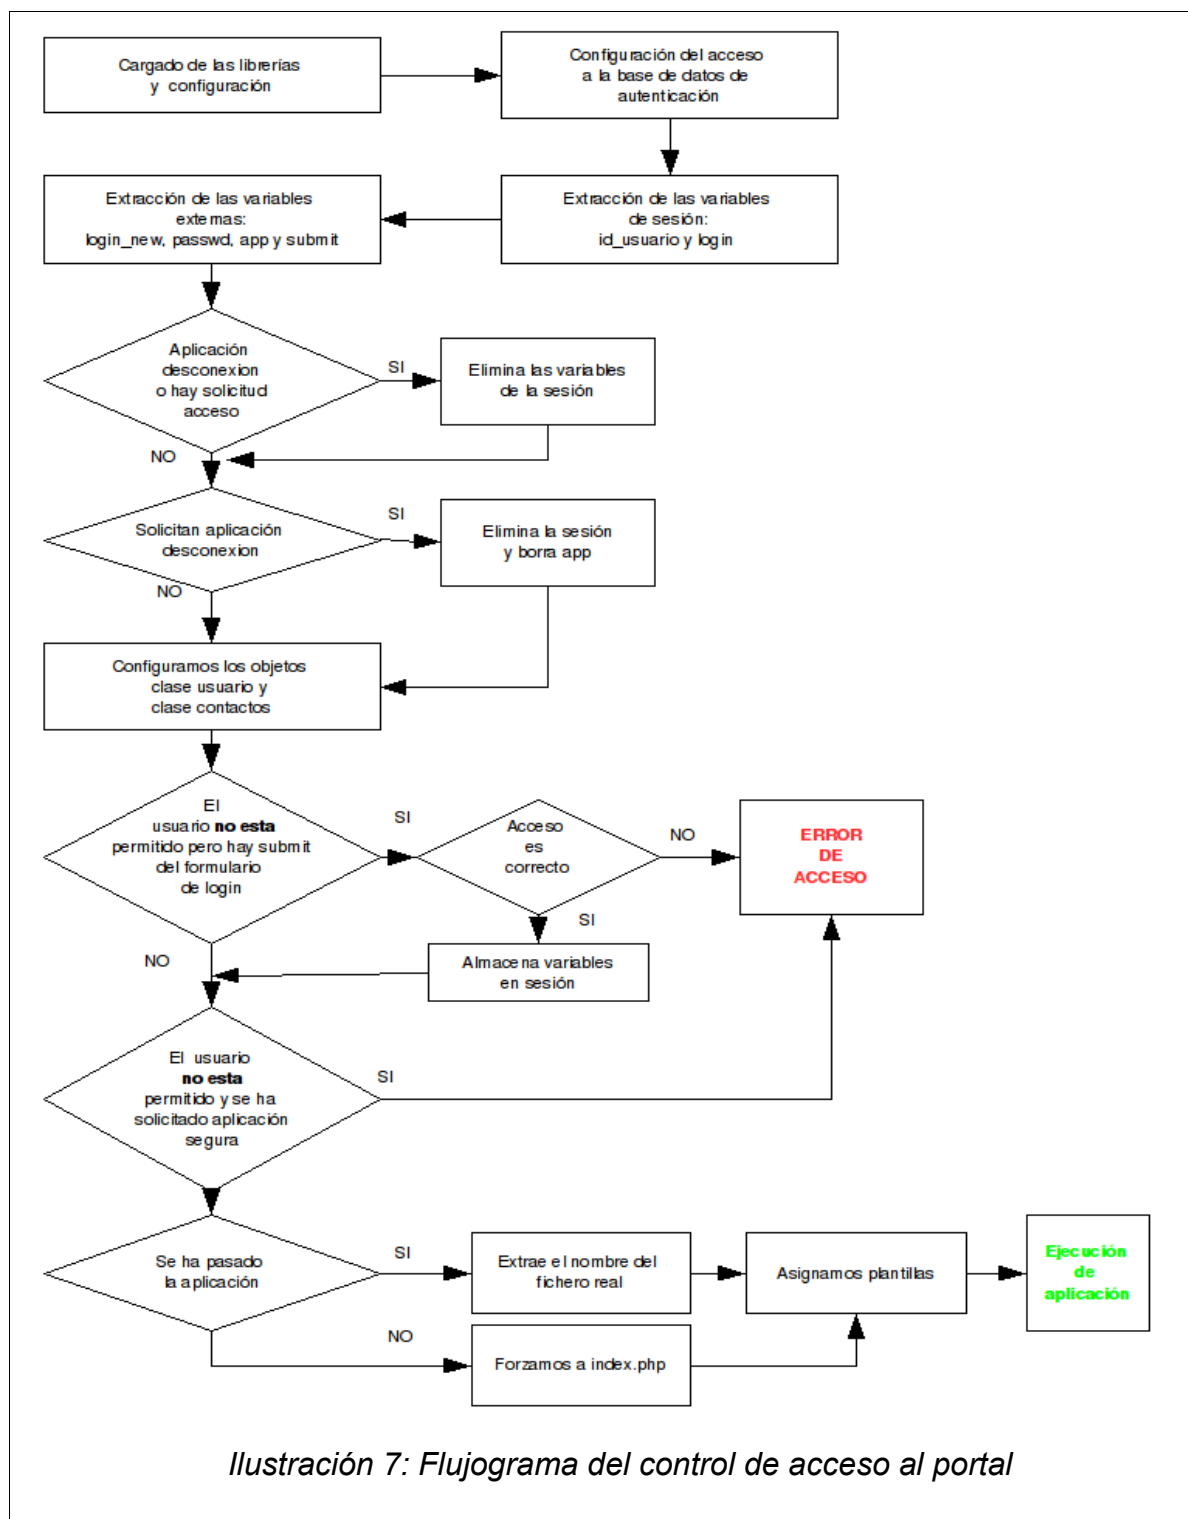 Cargado de las librerías
y configuración
Configuración del acceso
a la base de datos de
autenticación
Extracción de las variables
externas:
login_new, passwd, app y submit
Extracción de las variables
de sesión:
id_usuario y login
Aplicación
desconexion
o hay solicitud
acceso
SI
Elimina las variables
de la sesión
NO
Solicitan aplicación
desconexion
SI
Elimina la sesión
y borra app
NO
Configuramos los objetos
clase usuario y
clase contactos
El
usuario no esta
permitido pero hay submit
del formulario
de login
SI
Acceso
es
correcto
NO
ERROR
DE
ACCESO
SI
NO
Almacena variables
en sesión
El usuario
no esta
permitido y se ha
solicitado aplicación
segura
SI
Se ha pasado
la aplicación
SI
Extrae el nombre del
fichero real
Asignamos plantillas
Ejecución
de
aplicación
NO
Forzamos a index.php
Ilustración 7: Flujograma del control de acceso al portal